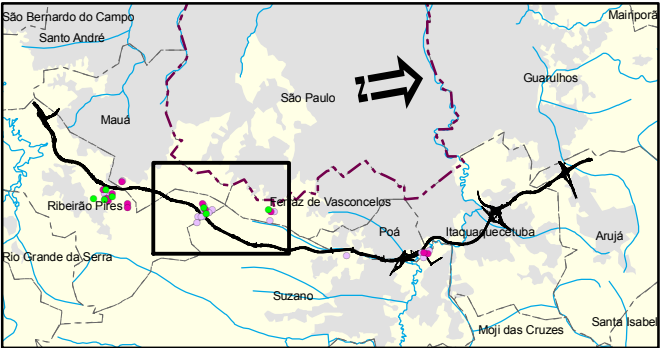 São Bernardo do Campo
Mairiporã
Santo André
Guarulhos
São Paulo
Mauá
N
Ribeirão Pires
Ferraz de Vasconcelos
Poá
Itaquaquecetuba
Arujá
Rio Grande da Serra
Suzano
Moji das Cruzes
Santa Isabel